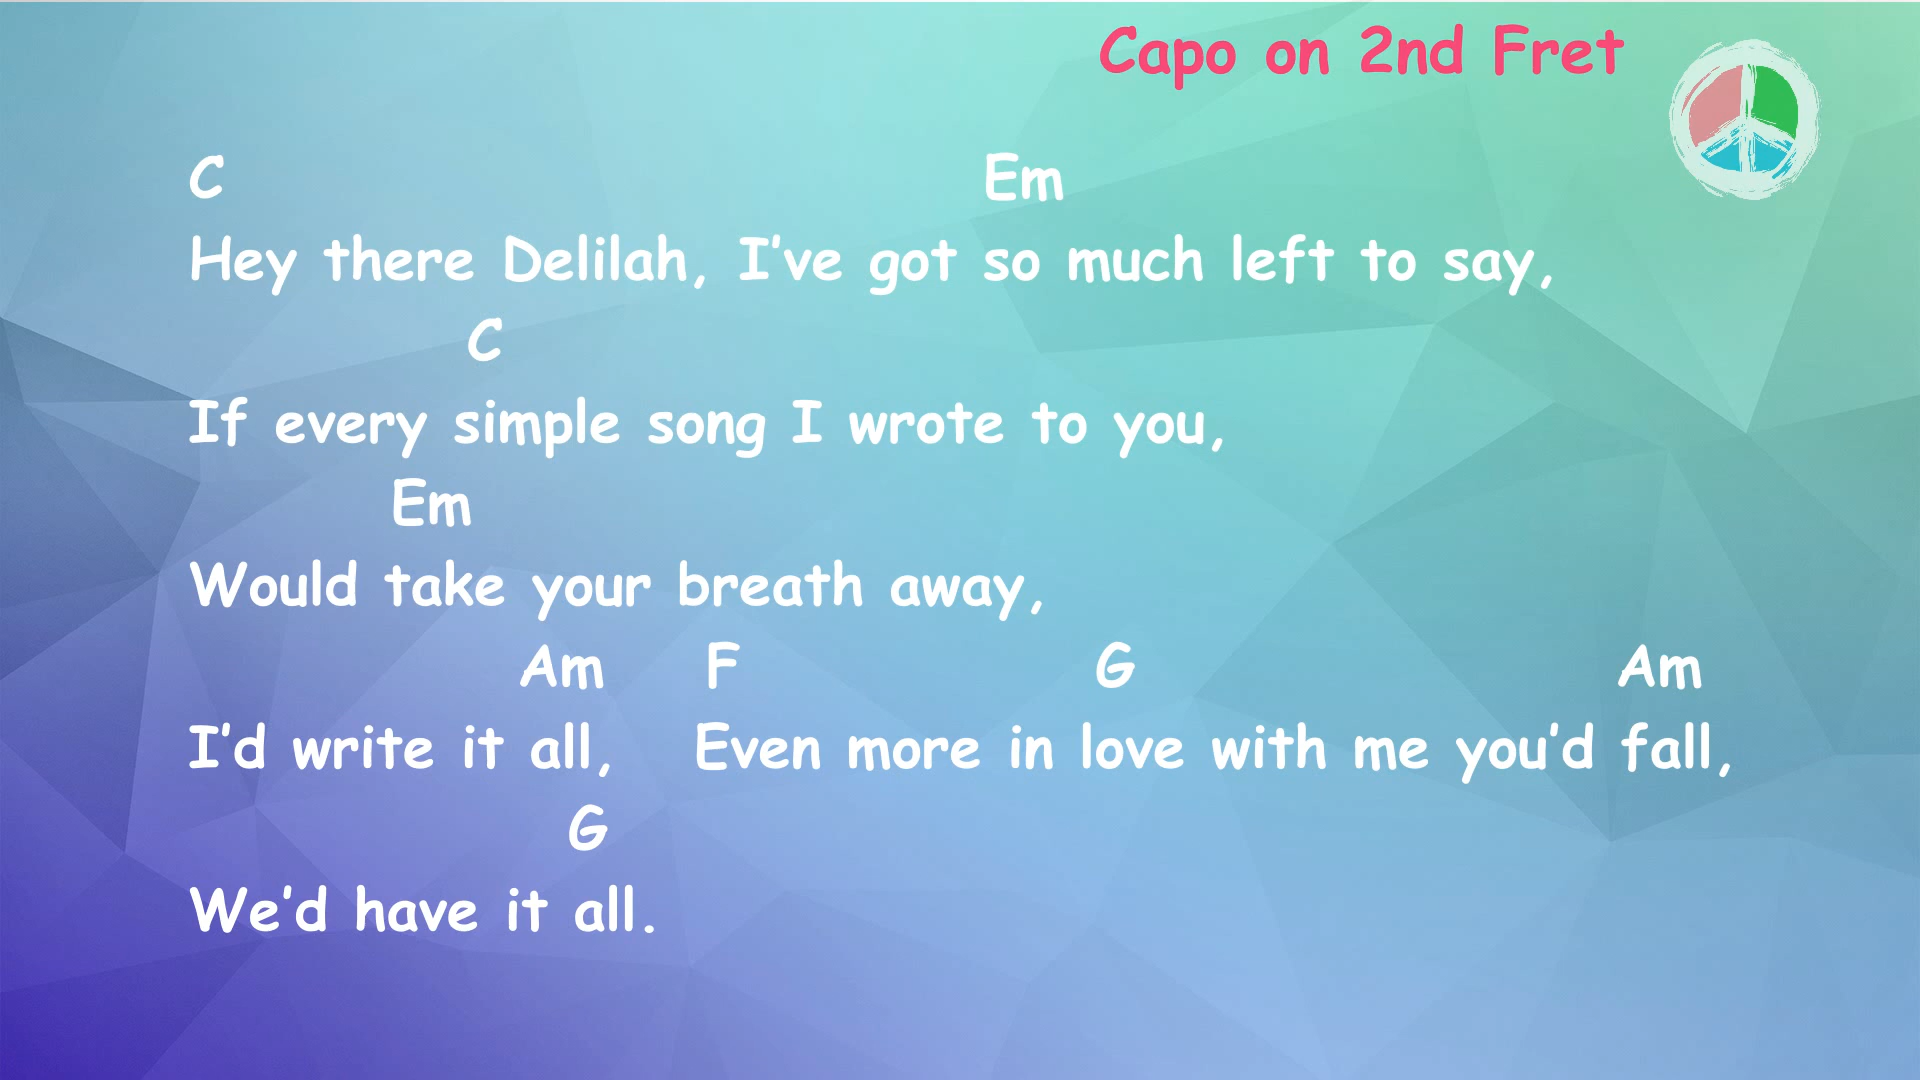 Capo on 2nd Fret
C Em
Hey there Delilah, I've got so much left to say,
C
If every simple song I wrote to you,
Em
Would take your breath away,
Am F G Am
I'd write it all, Even more in love with me you'd fall,
G
We'd have it all.